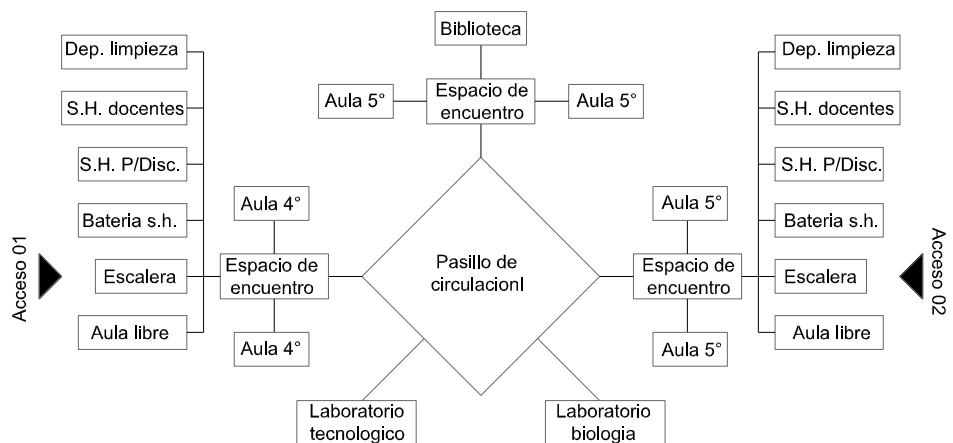 Biblioteca
Dep. limpieza
Dep. limpieza
Espacio de
encuentro
Aula 5°
Aula 5°
S.H. docentes
S.H. docentes
S.H. P/Disc.
S.H. P/Disc.
Aula 4°
Aula 5°
Bateria s.h.
Bateria s.h.
Acceso 01
Escalera
Espacio de
encuentro
Pasillo de
circulacionl
Espacio de
encuentro
Escalera
Acceso 02
Aula libre
Aula 4°
Aula 5°
Aula libre
Laboratorio
tecnologico
Laboratorio
biologia